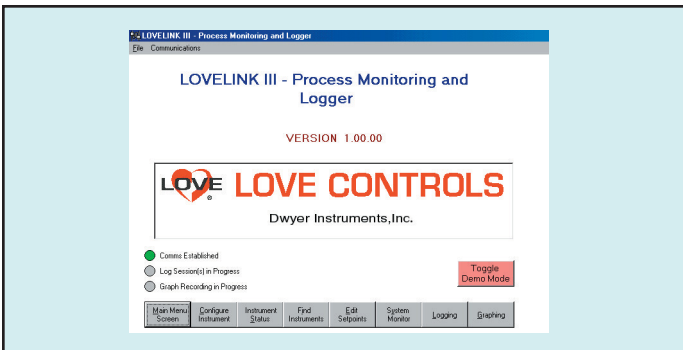 LOVELINK III - Process Monitoring and Logger
File Communications
LOVELINK III - Process Monitoring and
Logger
VERSION 1.00.00
LOVE LOVE CONTROLS
®
Dwyer Instruments,Inc.
Comms Established
Log Session(s) in Progress
Graph Recording in Progress
Toggle
Demo Mode
Main Menu Screen
Configure Instrument
Instrument Status
Find Instruments
Edit Setpoints
System Monitor
Logging
Graphing